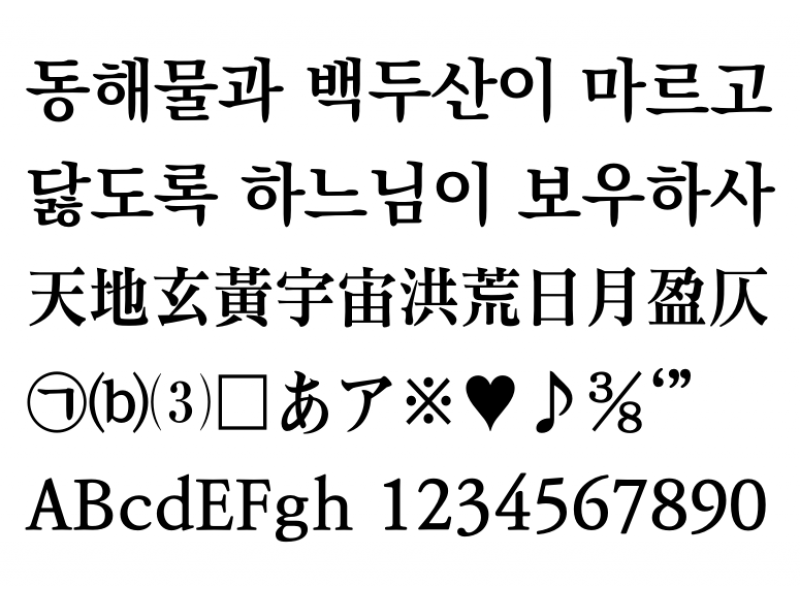 동해물과 백두산이 마르고
닳도록 하느님이 보우하사
天地玄黃宇宙洪荒日月盈仄
㉠⒝⑶□あア※♥♪⅜“”
ABcdEFgh 1234567890